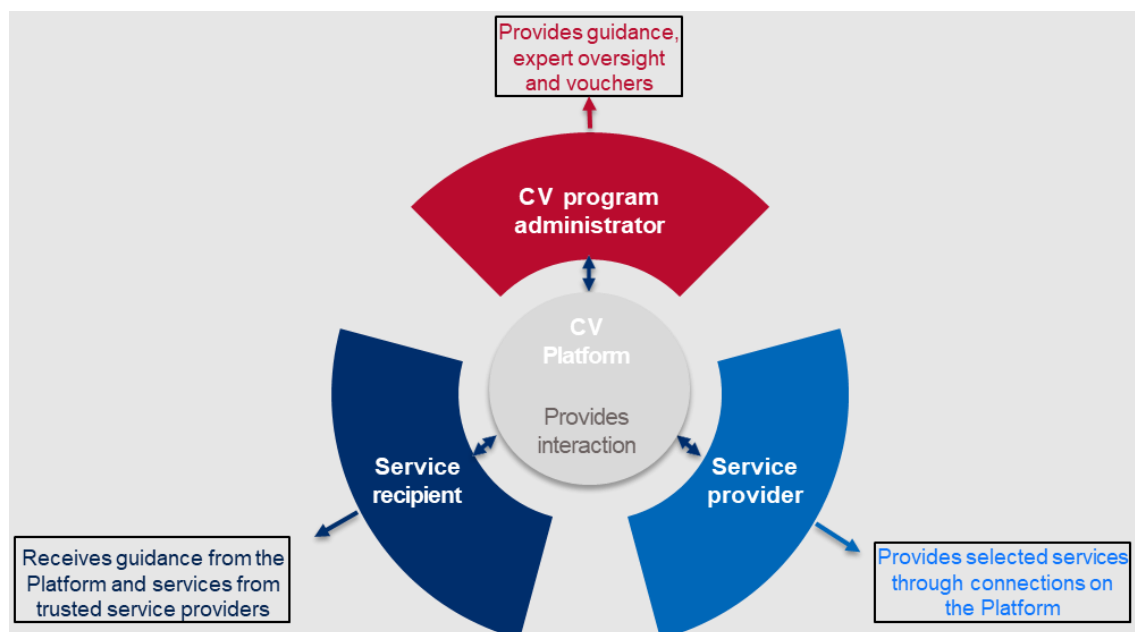 Provides guidance,
expert oversight
and vouchers
CV program
administrator
CV
Platform
Provides
interaction
Service
recipient
Service
provider
Receives guidance from the
Platform and services from
trusted service providers
Provides selected services
through connections on
the Platform